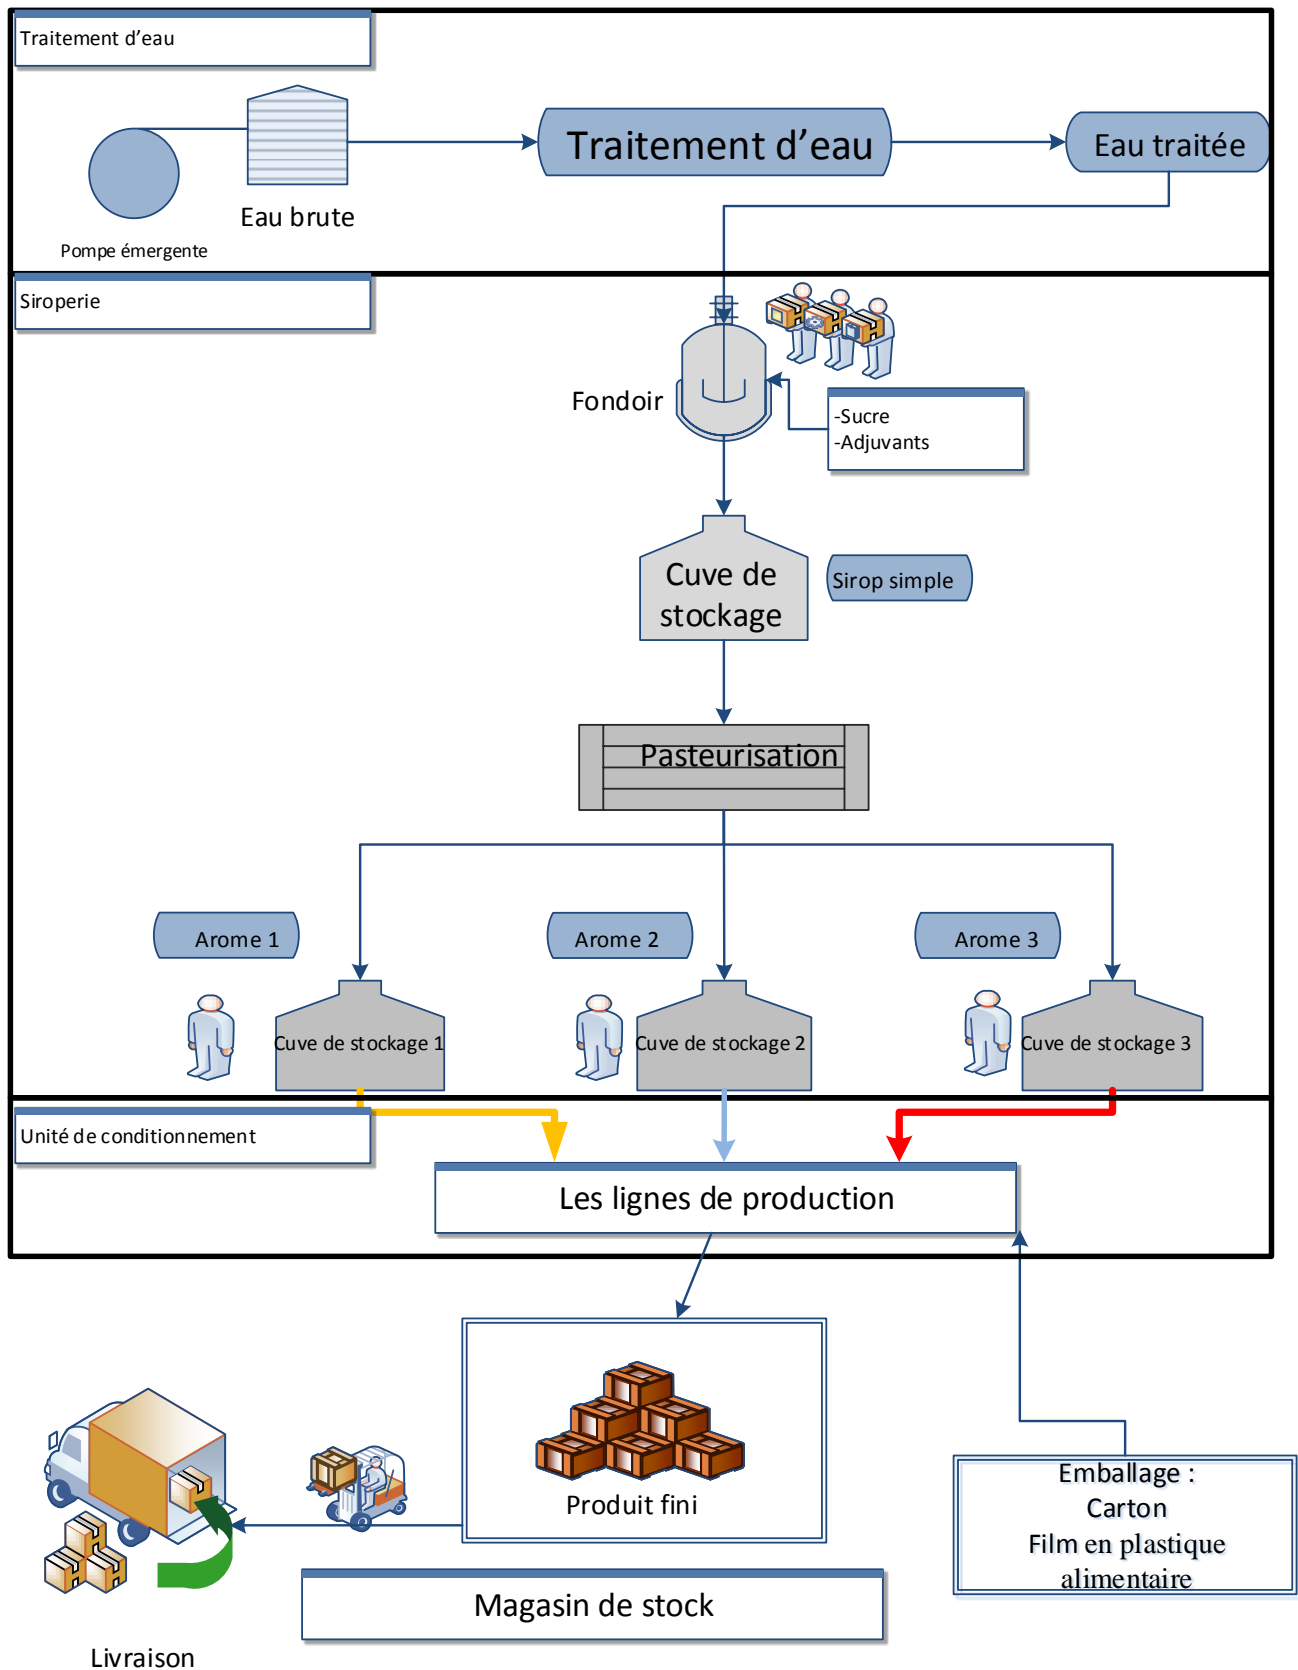 Traitement d'eau
Traitement d'eau
Eau traitée
Eau brute
Pompe émergente
Siroperie
Fondoir
-Sucre
-Adjuvants
Cuve de
stockage
Sirop simple
Pasteurisation
Arome 1
Arome 2
Arome 3
Cuve de stockage 1
Cuve de stockage 2
Cuve de stockage 3
Unité de conditionnement
Les lignes de production
Produit fini
Emballage :
Carton
Film en plastique
alimentaire
Magasin de stock
Livraison